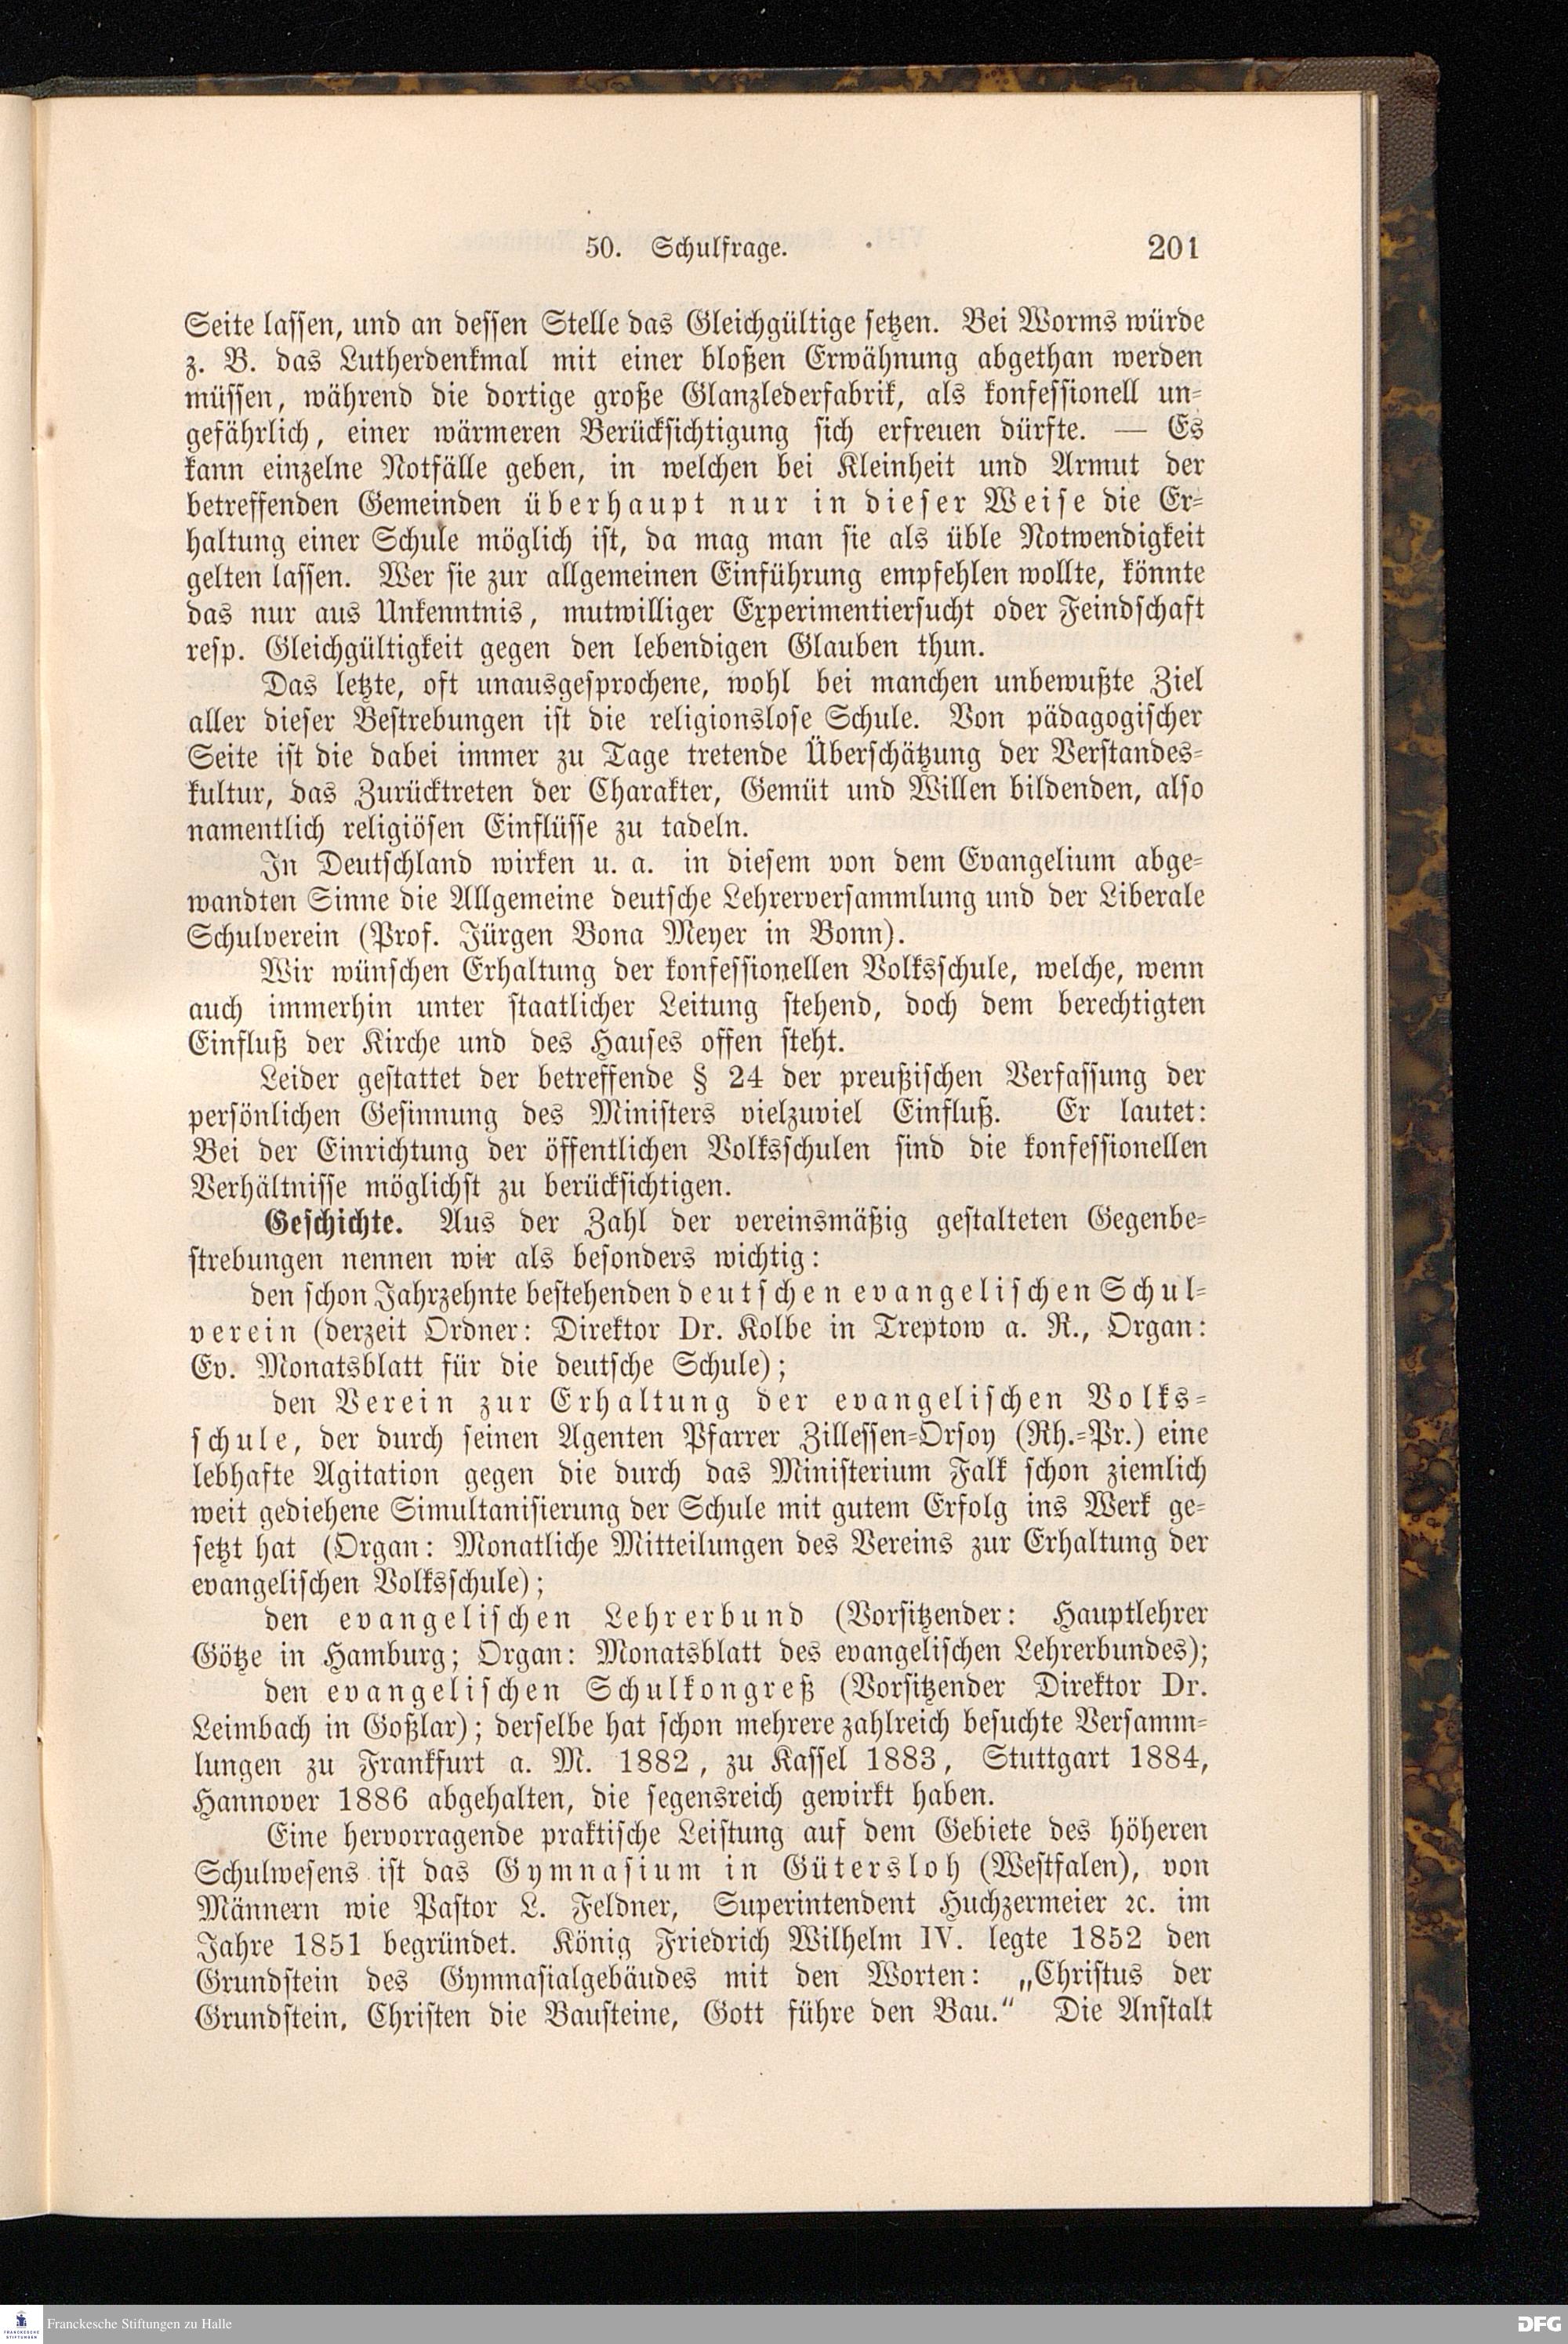 50. Schulfrage. 201
Seite lassen, und an dessen Stelle das Gleichgültige setzen. Bei Worms würde
z. B. das Lutherdenkmal mit einer bloßen Erwähnung abgethan werden
müssen, während die dortige große Glanzlederfabrik, als konfessionell un-
gefährlich, einer wärmeren Berücksichtigung sich erfreuen dürfte. — Es
kann einzelne Notfälle geben, in welchen bei Kleinheit und Armut der
betreffenden Gemeinden überhaupt nur in dieser Weise die Er-
haltung einer Schule möglich ist, da mag man sie als üble Notwendigkeit
gelten lassen. Wer sie zur allgemeinen Einführung empfehlen wollte, könnte
das nur aus Unkenntnis, mutwilliger Experimentiersucht oder Feindschaft
resp. Gleichgültigkeit gegen den lebendigen Glauben thun.
Das letzte, oft unausgesprochene, wohl bei manchen unbewußte Ziel
aller dieser Bestrebungen ist die religionslose Schule. Von pädagogischer
Seite ist die dabei immer zu Tage tretende Überschätzung der Verstandes-
kultur, das Zurücktreten der Charakter, Gemüt und Willen bildenden, also
namentlich religiösen Einflüsse zu tadeln.
In Deutschland wirken u. a. in diesem von dem Evangelium abge-
wandten Sinne die Allgemeine deutsche Lehrerversammlung und der Liberale
Schulverein (Prof. Jürgen Bona Meyer in Bonn).
Wir wünschen Erhaltung der konfessionellen Volksschule, welche, wenn
auch immerhin unter staatlicher Leitung stehend, doch dem berechtigten
Einfluß der Kirche und des Hauses offen steht.
Leider gestattet der betreffende § 24 der preußischen Verfassung der
persönlichen Gesinnung des Ministers vielzuviel Einfluß. Er lautet:
Bei der Einrichtung der öffentlichen Volksschulen sind die konfessionellen
Verhältnisse möglichst zu berücksichtigen.
Geschichte. Aus der Zahl der vereinsmäßig gestalteten Gegenbe-
strebungen nennen wir als besonders wichtig:
den schon Jahrzehnte bestehenden deutschen evangelischen Schul-
verein (derzeit Ordner: Direktor Dr. Kolbe in Treptow a. R., Organ:
Ev. Monatsblatt für die deutsche Schule);
den Verein zur Erhaltung der evangelischen Volks-
schule, der durch seinen Agenten Pfarrer Zillessen-Orsoy (Rh.-Pr.) eine
lebhafte Agitation gegen die durch das Ministerium Falk schon ziemlich
weit gediehene Simultanisierung der Schule mit gutem Erfolg ins Werk ge-
setzt hat (Organ: Monatliche Mitteilungen des Vereins zur Erhaltung der
evangelischen Volksschule);
den evangelischen Lehrerbund (Vorsitzender: Hauptlehrer
Götze in Hamburg; Organ: Monatsblatt des evangelischen Lehrerbundes);
den evangelischen Schulkongreß (Vorsitzender Direktor Dr.
Leimbach in Goßlar); derselbe hat schon mehrere zahlreich besuchte Versamm-
lungen zu Frankfurt a. M. 1882, zu Kassel 1883, Stuttgart 1884,
Hannover 1886 abgehalten, die segensreich gewirkt haben.
Eine hervorragende praktische Leistung auf dem Gebiete des höheren
Schulwesens ist das Gymnasium in Gütersloh (Westfalen), von
Männern wie Pastor L. Feldner, Superintendent Huchzermeier ꝛc. im
Jahre 1851 begründet. König Friedrich Wilhelm IV. legte 1852 den
Grundstein des Gymnasialgebäudes mit den Worten: „Christus der
Grundstein, Christen die Bausteine, Gott führe den Bau.“ Die Anstalt
FRANCKESCHE STIFTUNGEN
Franckesche Stiftungen zu Halle
DFG